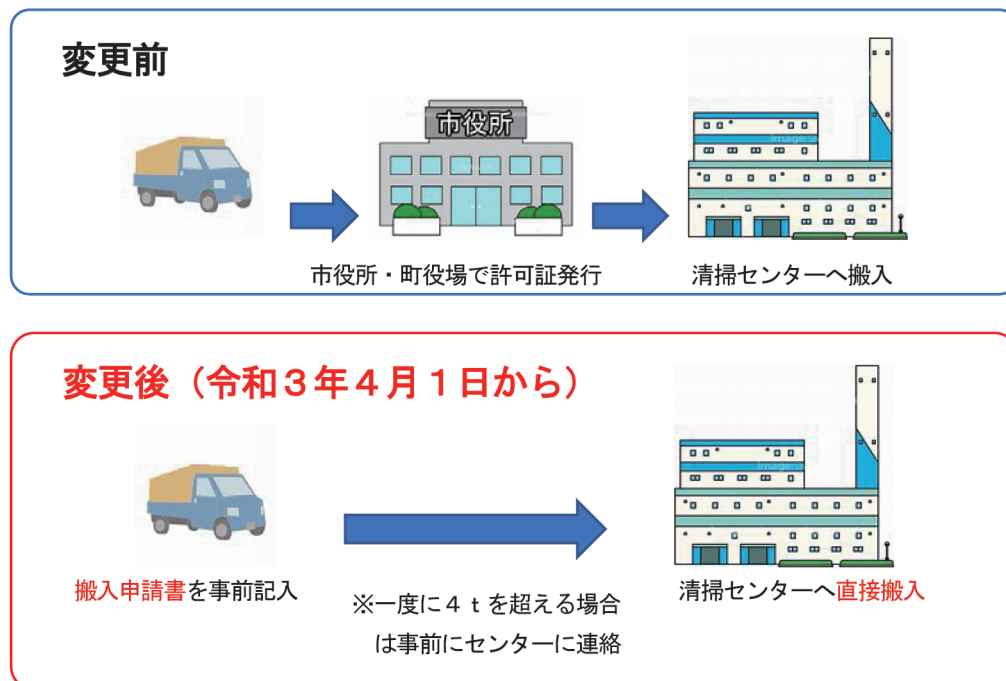 変更前
市役所
市役所・町役場で許可証発行
清掃センターへ搬入
変更後（令和３年４月１日から）
搬入申請書を事前記入
※一度に４ｔを超える場合
は事前にセンターに連絡
清掃センターへ直接搬入